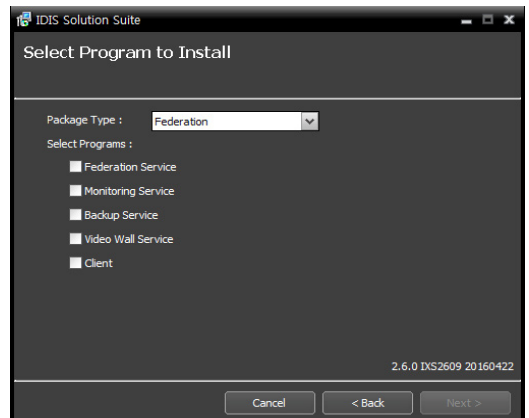 IDIS Solution Suite
Select Program to Install
Package Type : Federation
Select Programs :
Federation Service
Monitoring Service
Backup Service
Video Wall Service
Client
2.6.0 IXS2609 20160422
Cancel < Back Next >